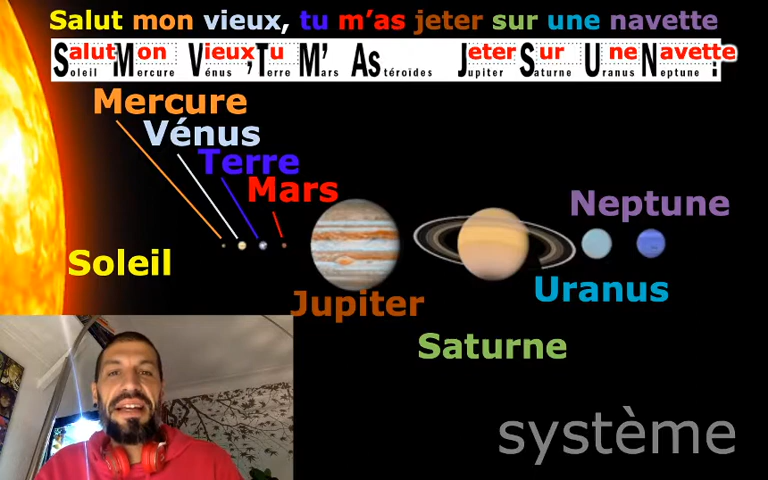 Salut mon vieux, tu m’as jeter sur une navette
Salut Mon Vieux, Tu M' As Jeter Sur Une Navette !
Soleil Mercure Vénus Terre Mars Astéroïdes Jupiter Saturne Uranus Neptune
Mercure
Vénus
Terre
Mars
Neptune
Soleil
Uranus
Jupiter
Saturne
système